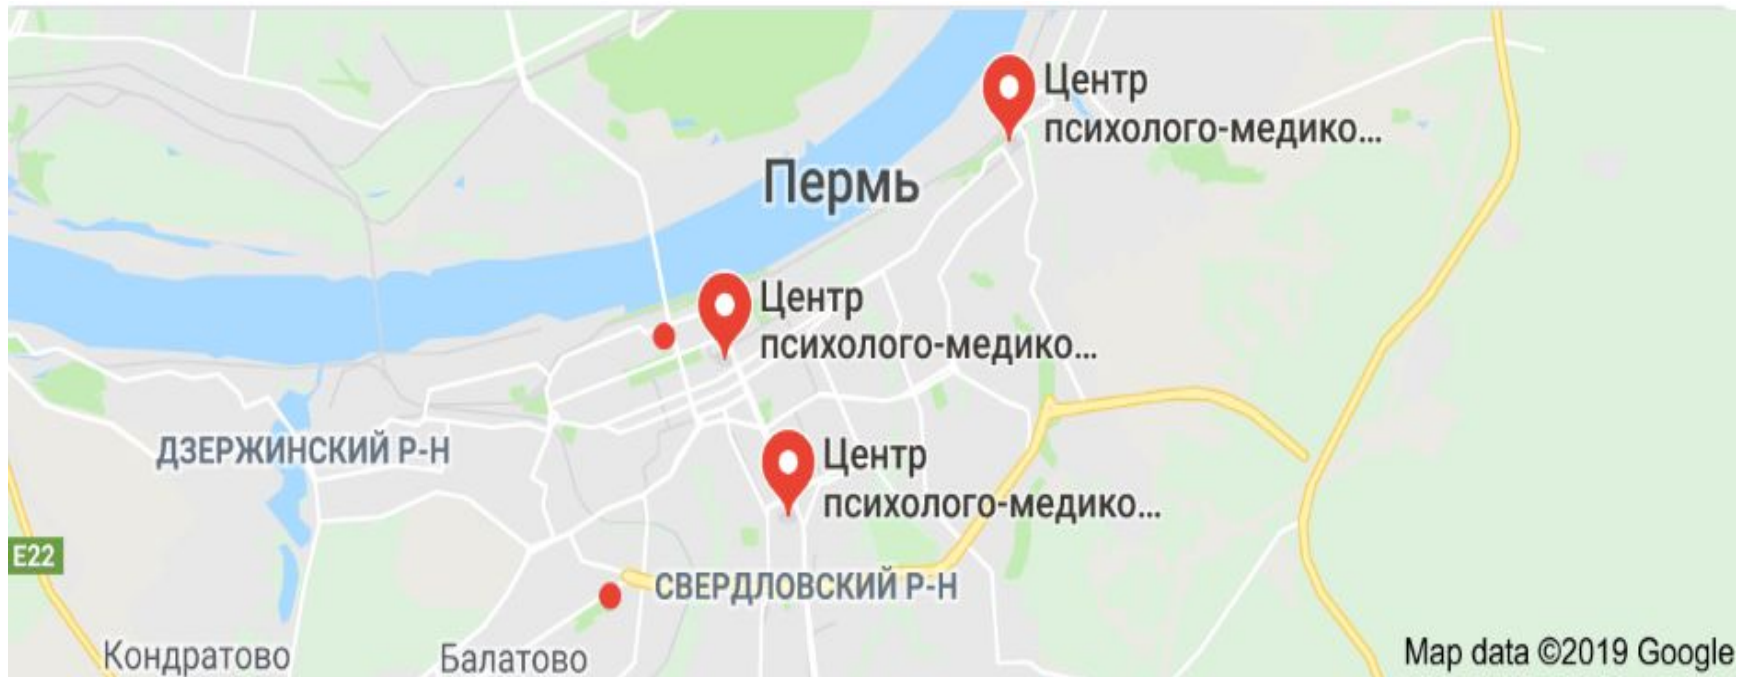 Центр
психолого-медико...
Пермь
Центр
психолого-медико...
ДЗЕРЖИНСКИЙ Р-Н
Центр
психолого-медико...
E22
СВЕРДЛОВСКИЙ Р-Н
Кондратово
Балатово
Map data ©2019 Google